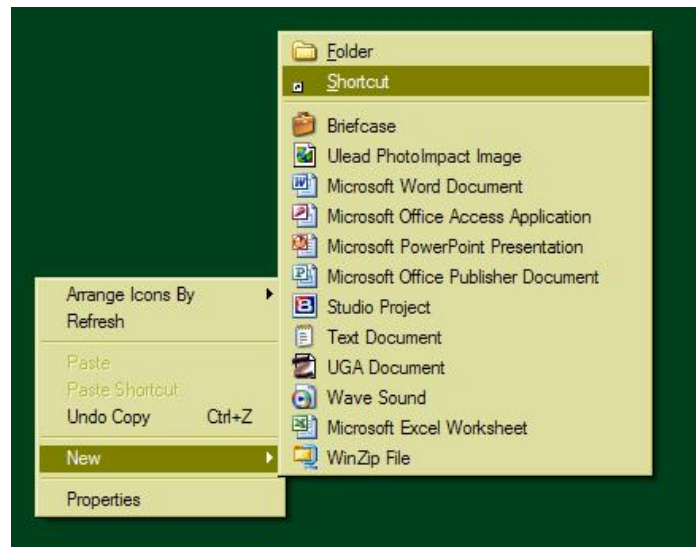 Folder
Shortcut
Briefcase
Ulead PhotoImpact Image
Microsoft Word Document
Microsoft Office Access Application
Microsoft PowerPoint Presentation
Microsoft Office Publisher Document
Studio Project
Text Document
UGA Document
Wave Sound
Microsoft Excel Worksheet
WinZip File
Arrange Icons By
Refresh
Paste
Paste Shortcut
Undo Copy Ctrl+Z
New
Properties